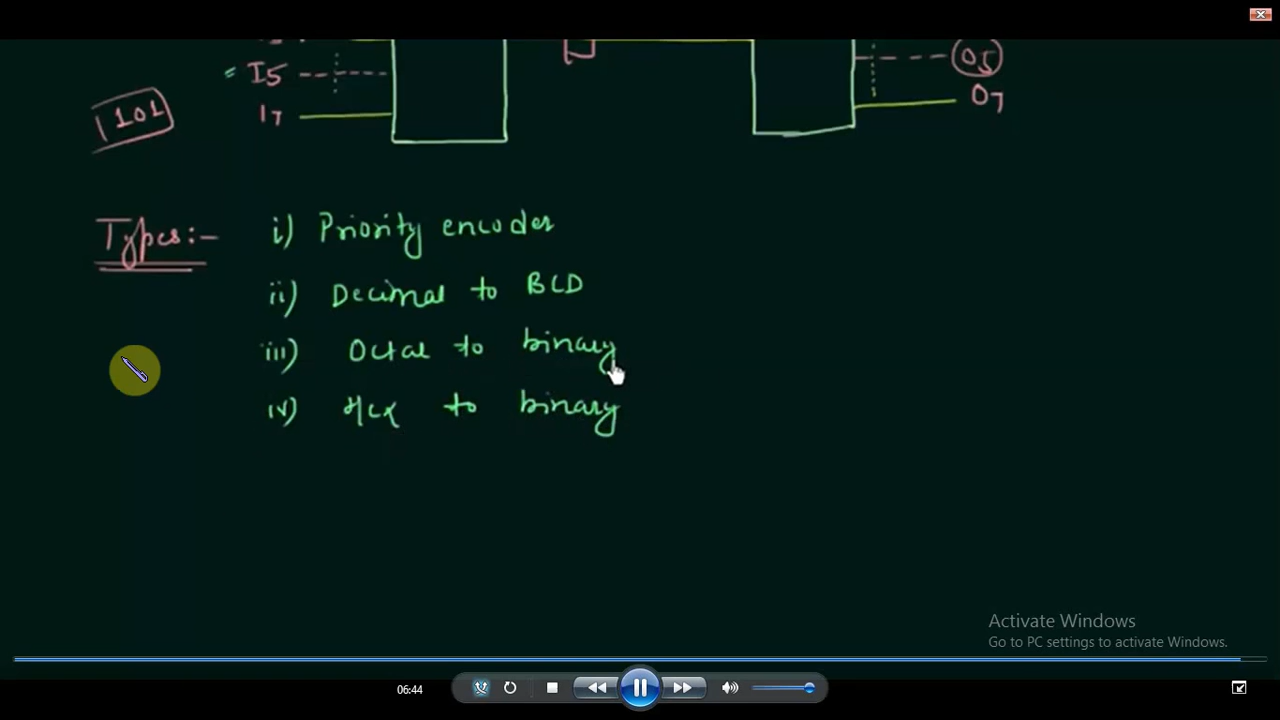 I5
O5
101
I7
O7
Types:-
i) Priority encoder
ii) Decimal to BCD
iii) Octal to binary
iv) Hex to binary
Activate Windows
Go to PC settings to activate Windows.
06:44